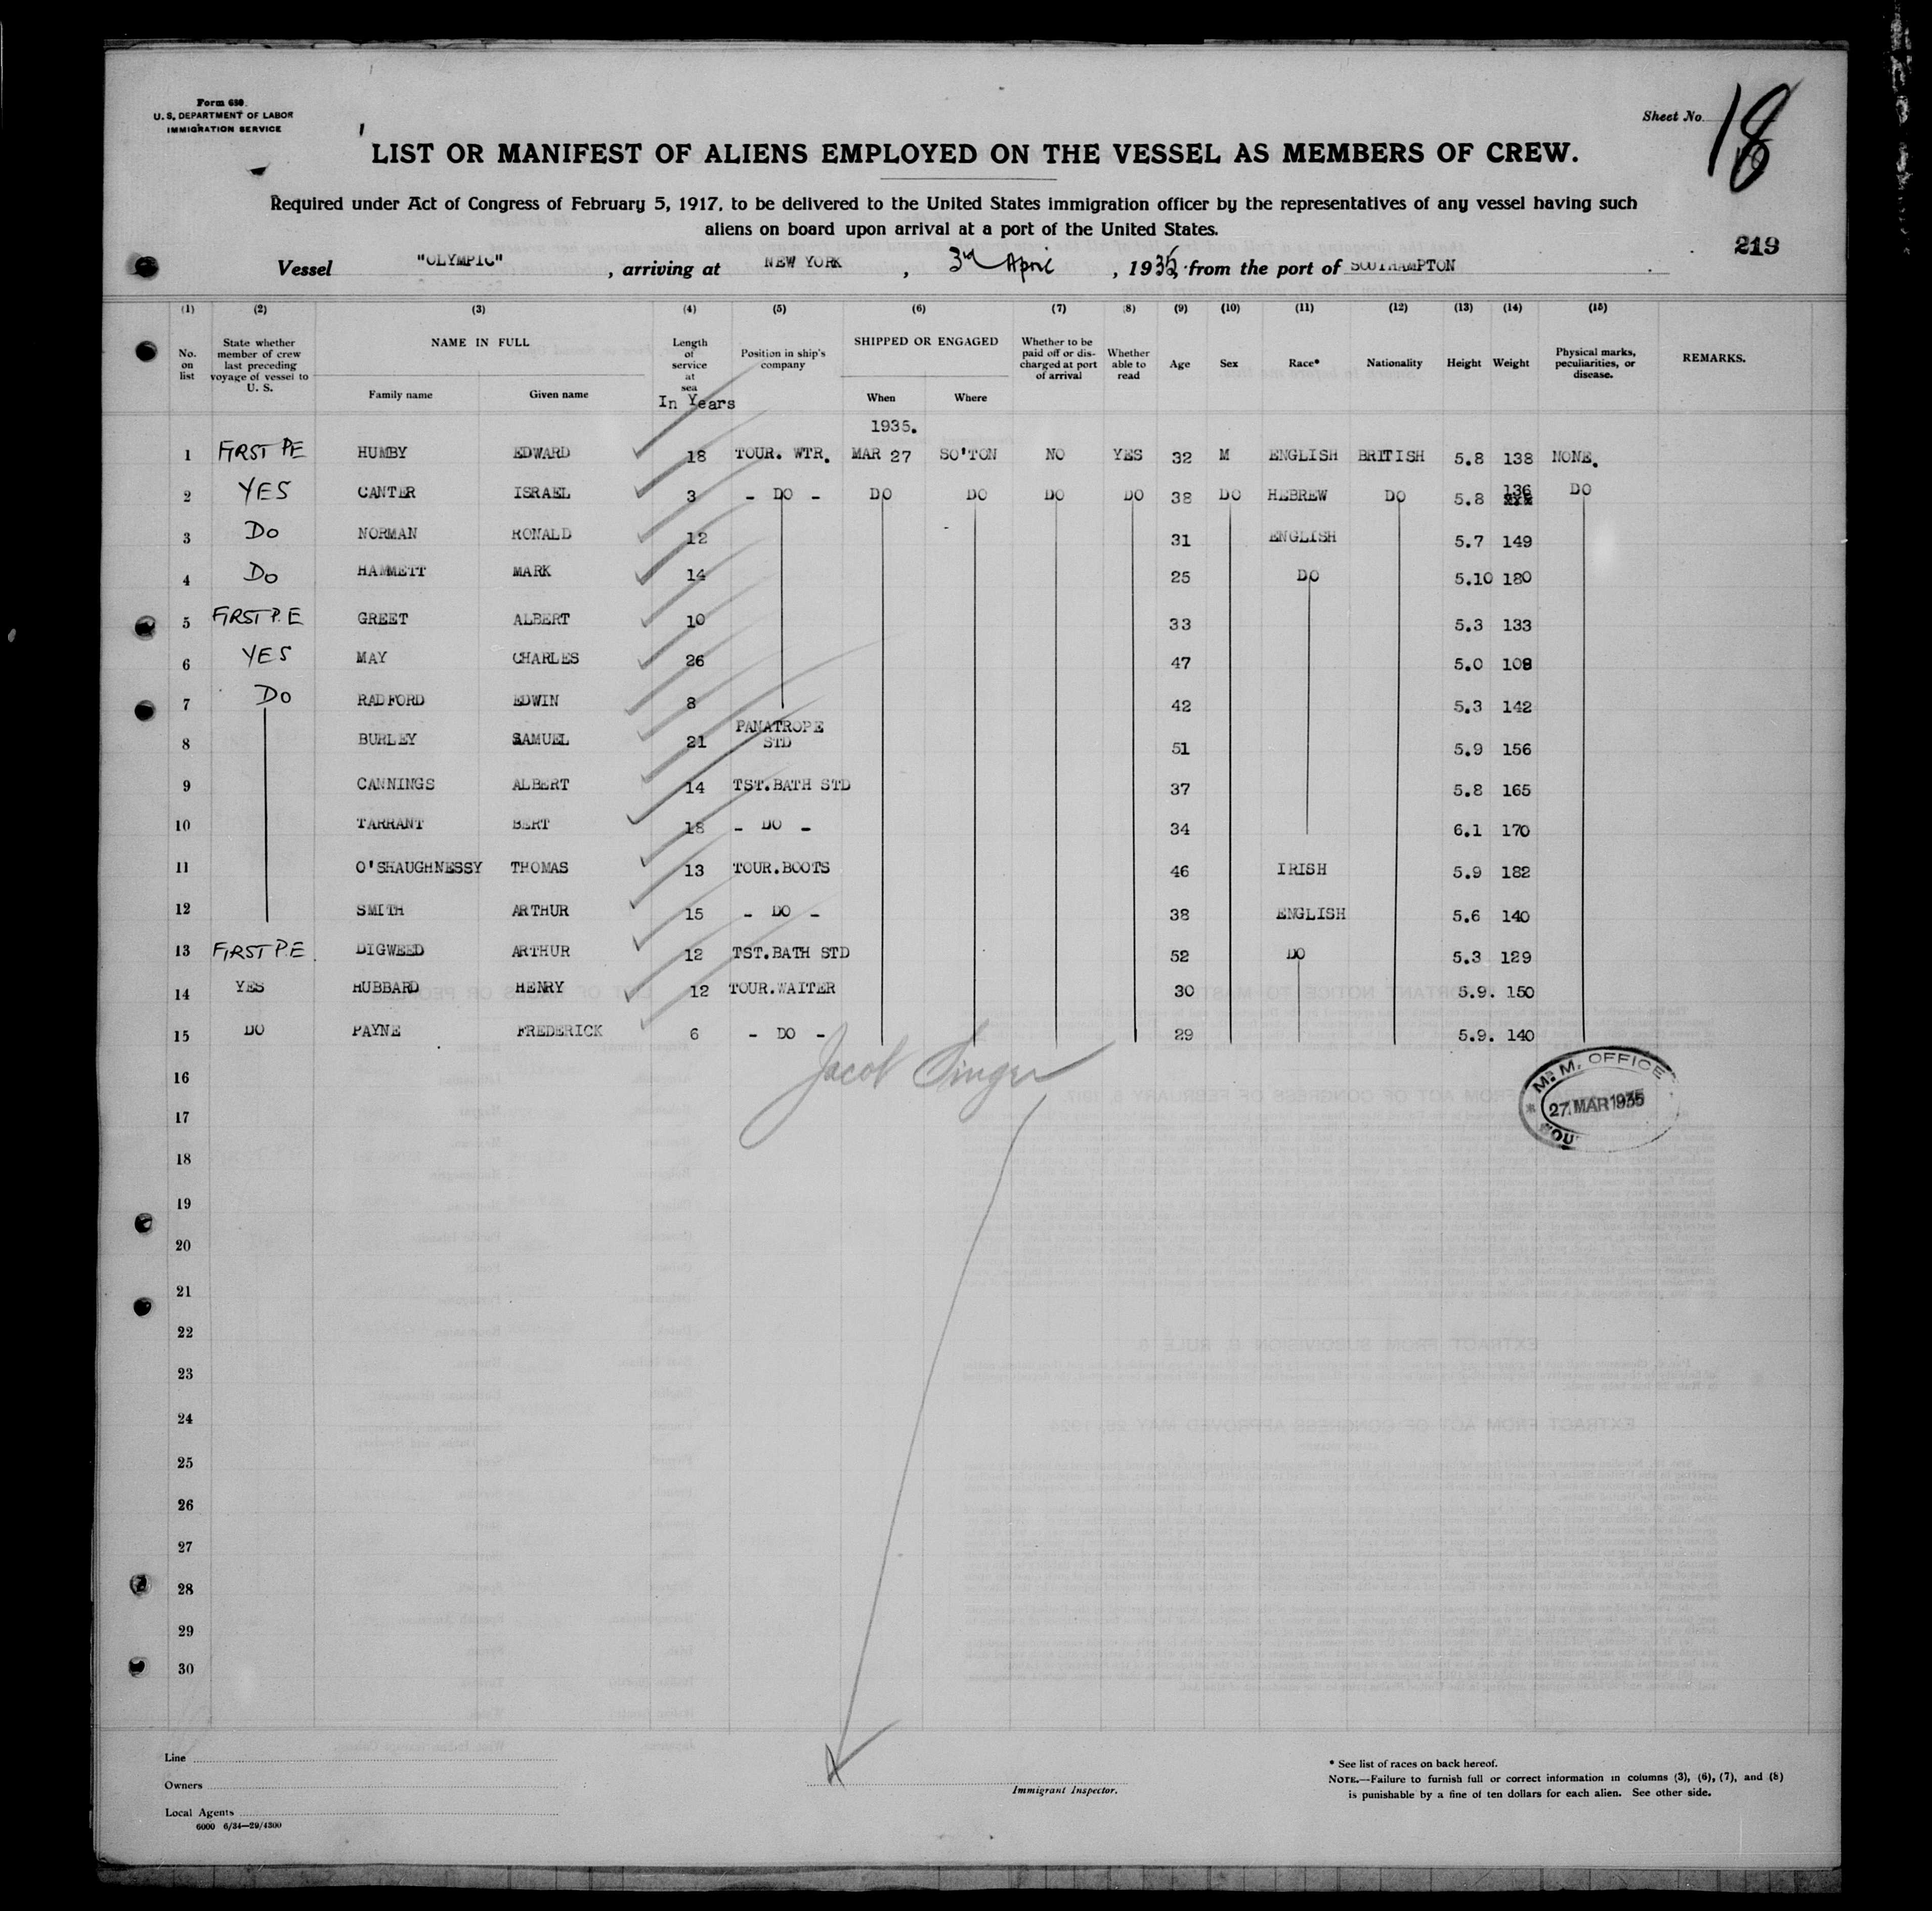 Form 680
U. S. DEPARTMENT OF LABOR
IMMIGRATION SERVICE
Sheet No. 18
LIST OR MANIFEST OF ALIENS EMPLOYED ON THE VESSEL AS MEMBERS OF CREW.
Required under Act of Congress of February 5, 1917, to be delivered to the United States immigration officer by the representatives of any vessel having such
aliens on board upon arrival at a port of the United States.
219
Vessel "OLYMPIC", arriving at NEW YORK, 3rd April, 1935, from the port of SOUTHAMPTON
(1) (2) (3) (4) (5) (6) (7) (8) (9) (10) (11) (12) (13) (14) (15)
No. on list State whether member of crew last preceding voyage of vessel to U. S. NAME IN FULL Family name Given name Length of service at sea In Years Position in ship's company SHIPPED OR ENGAGED When Where Whether to be paid off or discharged at port of arrival Whether able to read Age Sex Race* Nationality Height Weight Physical marks, peculiarities, or disease. REMARKS.
1935.
1 FIRST PE HUMBY EDWARD 18 TOUR. WTR. MAR 27 SO'TON NO YES 32 M ENGLISH BRITISH 5.8 138 NONE.
2 YES CANTER ISRAEL 3 - DO - DO DO DO DO 38 DO HEBREW DO 5.8 136 DO
3 Do NORMAN RONALD 12 31 ENGLISH 5.7 149
4 Do HAMMETT MARK 14 25 DO 5.10 180
5 FIRST P.E GREET ALBERT 10 33 5.3 133
6 YES MAY CHARLES 26 47 5.0 108
7 Do RADFORD EDWIN 8 42 5.3 142
8 BURLEY SAMUEL 21 PANATROPE STD 51 5.9 156
9 CANNINGS ALBERT 14 TST.BATH STD 37 5.8 165
10 TARRANT BERT 18 - DO - 34 6.1 170
11 O'SHAUGHNESSY THOMAS 13 TOUR.BOOTS 46 IRISH 5.9 182
12 SMITH ARTHUR 15 - DO - 38 ENGLISH 5.6 140
13 FIRST P.E. DIGWEED ARTHUR 12 TST.BATH STD 52 DO 5.3 129
14 YES HUBBARD HENRY 12 TOUR.WAITER 30 5.9. 150
15 DO PAYNE FREDERICK 6 - DO - 29 5.9. 140
Jacob Singer
16
M. M. OFFICE
27 MAR 1935
SOU
17
18
19
20
21
22
23
24
25
26
27
28
29
30
Line
Owners
Local Agents
6000 6/34—29/4300
Immigrant Inspector.
* See list of races on back hereof.
NOTE.—Failure to furnish full or correct information in columns (3), (6), (7), and (8)
is punishable by a fine of ten dollars for each alien. See other side.